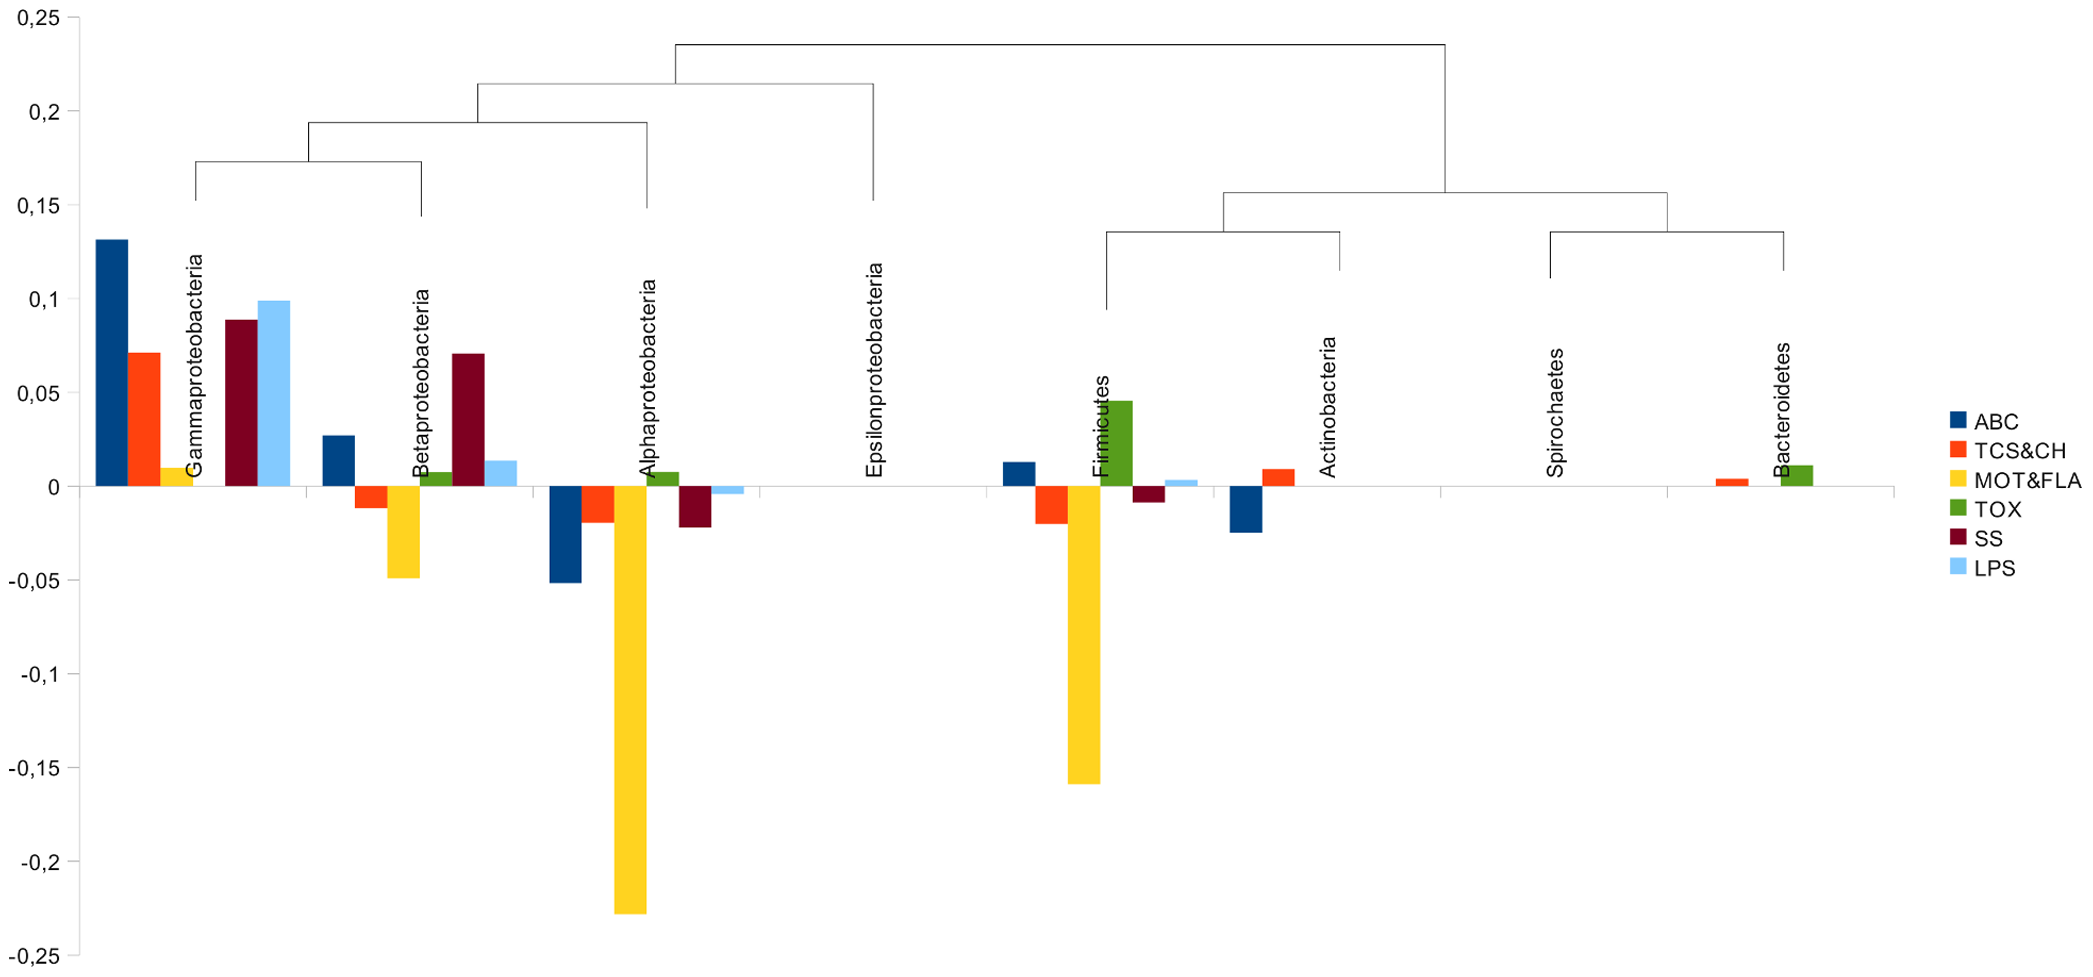 0,25
0,2
0,15
0,1
0,05
0
-0,05
-0,1
-0,15
-0,2
-0,25
Gammaproteobacteria
Betaproteobacteria
Alphaproteobacteria
Epsilonproteobacteria
Firmicutes
Actinobacteria
Spirochaetes
Bacteroidetes
ABC
TCS&CH
MOT&FLA
TOX
SS
LPS